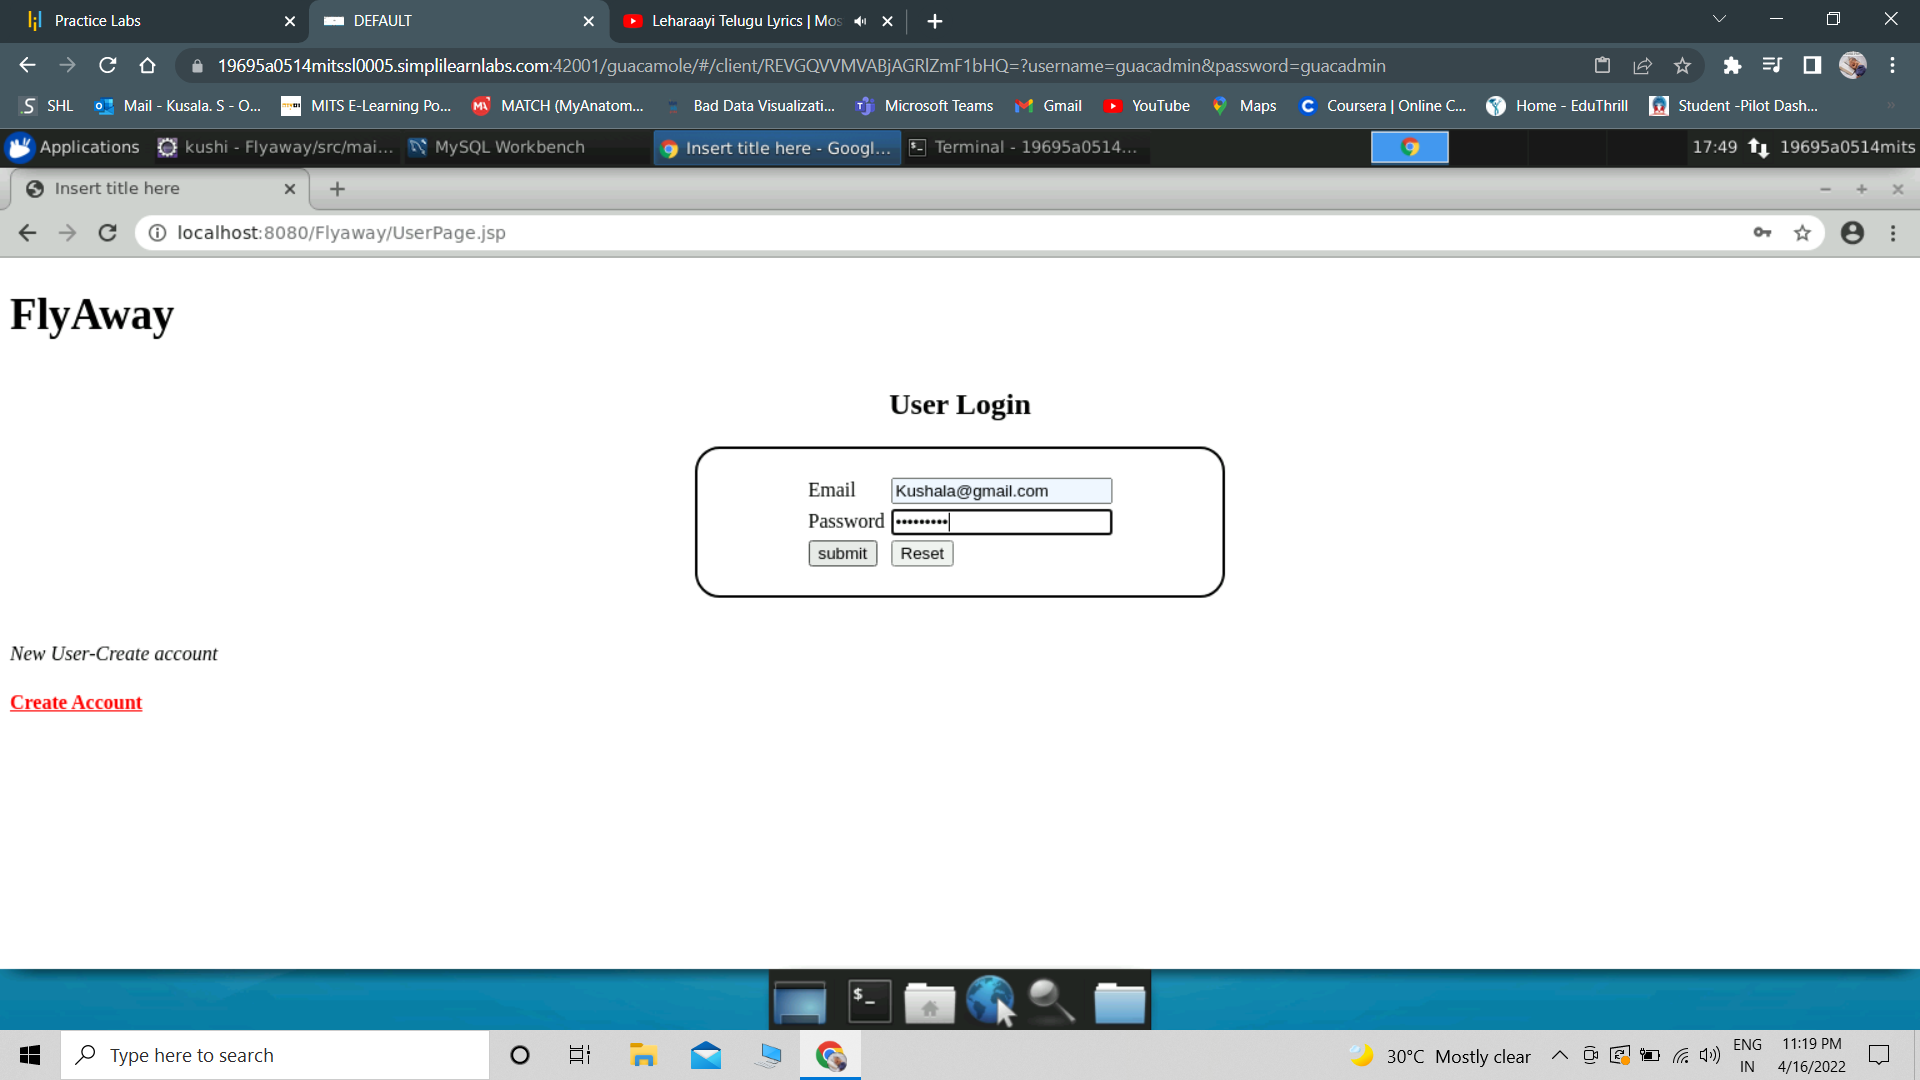 Practice Labs
DEFAULT
Leharaayi Telugu Lyrics | Mos
19695a0514mitssl0005.simplilearnlabs.com:42001/guacamole/#/client/REVGQVVMVABjAGRlZmF1bHQ=?username=guacadmin&password=guacadmin
SHL
Mail - Kusala. S - O...
MITS E-Learning Po...
MATCH (MyAnatom...
Bad Data Visualizati...
Microsoft Teams
Gmail
YouTube
Maps
Coursera | Online C...
Home - EduThrill
Student -Pilot Dash...
Applications
kushi - Flyaway/src/mai...
MySQL Workbench
Insert title here - Googl...
Terminal - 19695a0514...
17:49
19695a0514mits
Insert title here
localhost:8080/Flyaway/UserPage.jsp
FlyAway
User Login
Email
Kushala@gmail.com
Password
•••••••••
submit
Reset
New User-Create account
Create Account
Type here to search
30°C Mostly clear
ENG
IN
11:19 PM
4/16/2022